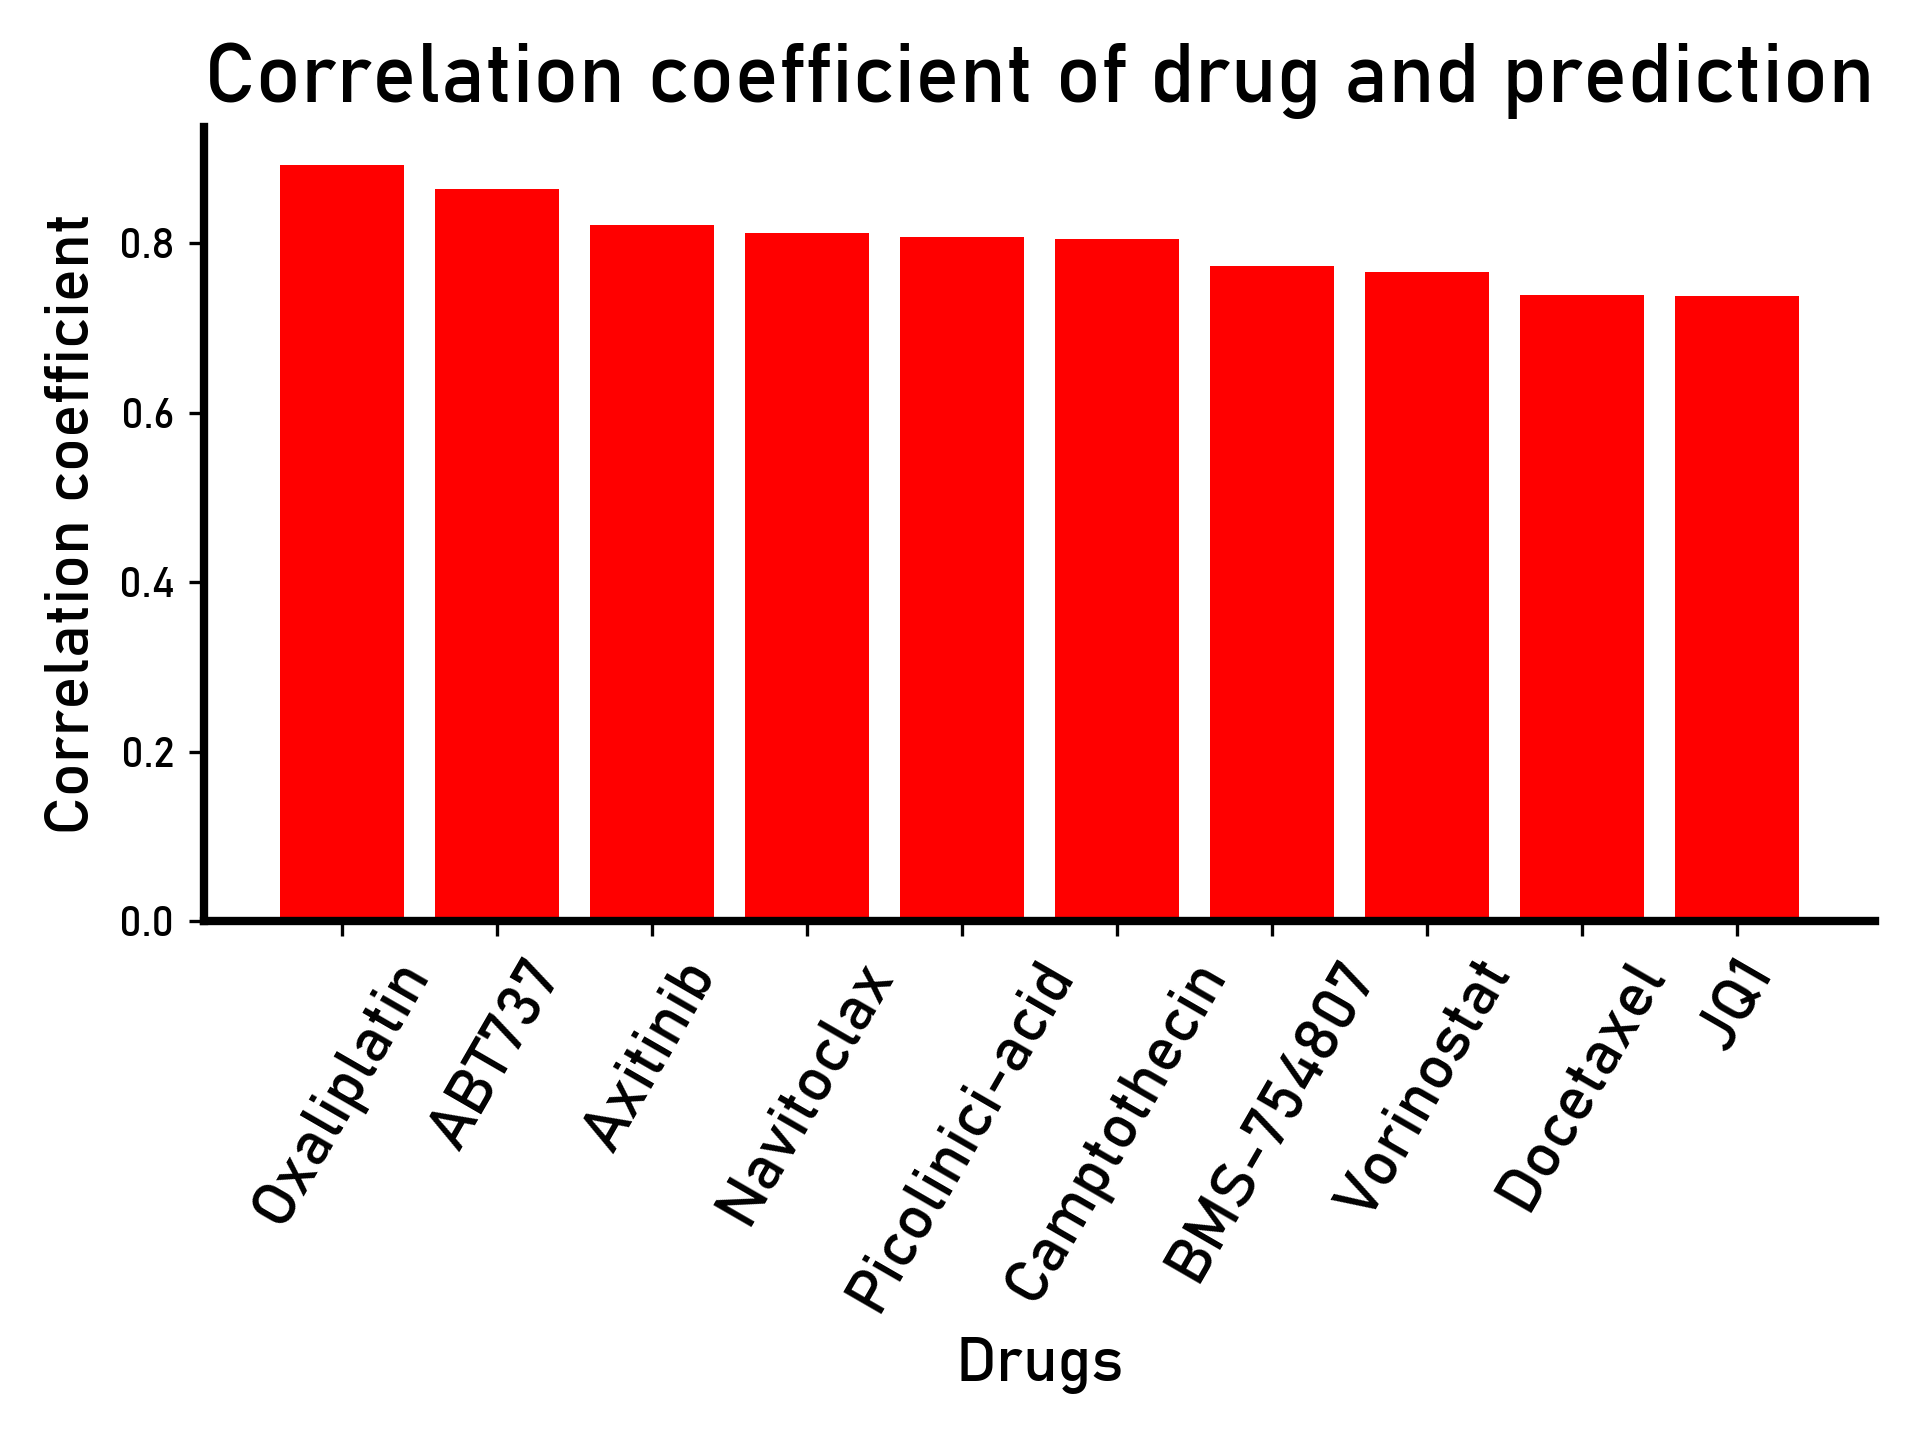 Correlation coefficient of drug and prediction
Correlation coefficient
0.8
0.6
0.4
0.2
0.0
Oxaliplatin
ABT737
Axitinib
Navitoclax
Picolinici-acid
Camptothecin
BMS-754807
Vorinostat
Docetaxel
JQ1
Drugs